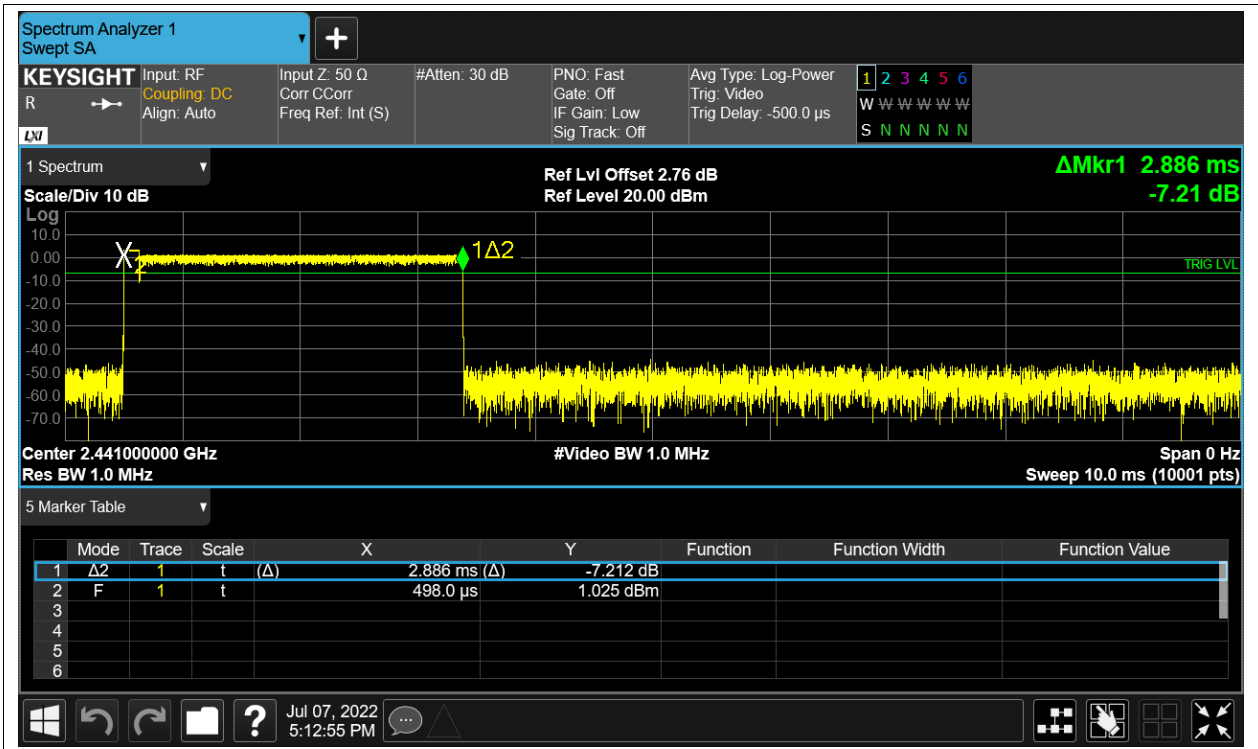 Spectrum Analyzer 1
Swept SA
KEYSIGHT Input: RF Input Z: 50 Ω #Atten: 30 dB PNO: Fast Avg Type: Log-Power 1 2 3 4 5 6
R Coupling: DC Corr CCorr Gate: Off Trig: Video W W W W W W
Align: Auto Freq Ref: Int (S) IF Gain: Low Trig Delay: -500.0 µs
LXI Sig Track: Off S N N N N N
1 Spectrum Ref Lvl Offset 2.76 dB ΔMkr1 2.886 ms
Scale/Div 10 dB Ref Level 20.00 dBm -7.21 dB
Log
10.0
X 2 1Δ2
0.00
TRIG LVL
-10.0
-20.0
-30.0
-40.0
-50.0
-60.0
-70.0
Center 2.441000000 GHz #Video BW 1.0 MHz Span 0 Hz
Res BW 1.0 MHz Sweep 10.0 ms (10001 pts)
5 Marker Table
Mode Trace Scale X Y Function Function Width Function Value
1 Δ2 1 t (Δ) 2.886 ms (Δ) -7.212 dB
2 F 1 t 498.0 µs 1.025 dBm
3
4
5
6
? Jul 07, 2022
5:12:55 PM